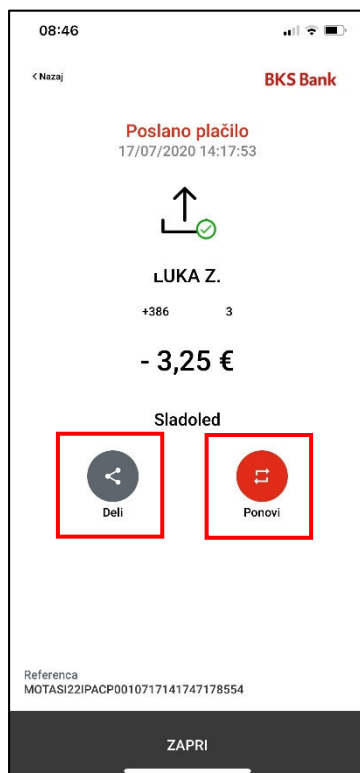 08:46
< Nazaj
BKS Bank
Poslano plačilo
17/07/2020 14:17:53
LUKA Z.
+386 3
- 3,25 €
Sladoled
Deli Ponovi
Referenca
MOTASI22IPACP0010717141747178554
ZAPRI